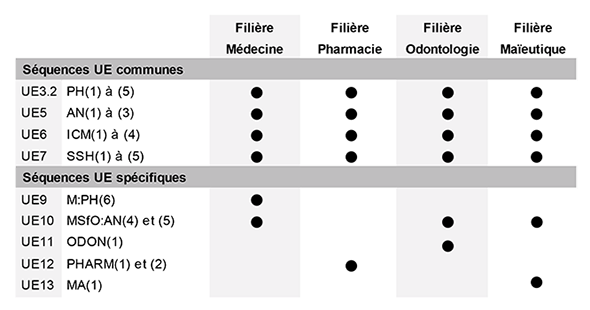 Filière Filière Filière Filière
Médecine Pharmacie Odontologie Maïeutique
Séquences UE communes
UE3.2 PH(1) à (5) ● ● ● ●
UE5 AN(1) à (3) ● ● ● ●
UE6 ICM(1) à (4) ● ● ● ●
UE7 SSH(1) à (5) ● ● ● ●
Séquences UE spécifiques
UE9 M:PH(6) ●
UE10 MSfO:AN(4) et (5) ● ● ●
UE11 ODON(1) ●
UE12 PHARM(1) et (2) ●
UE13 MA(1) ●